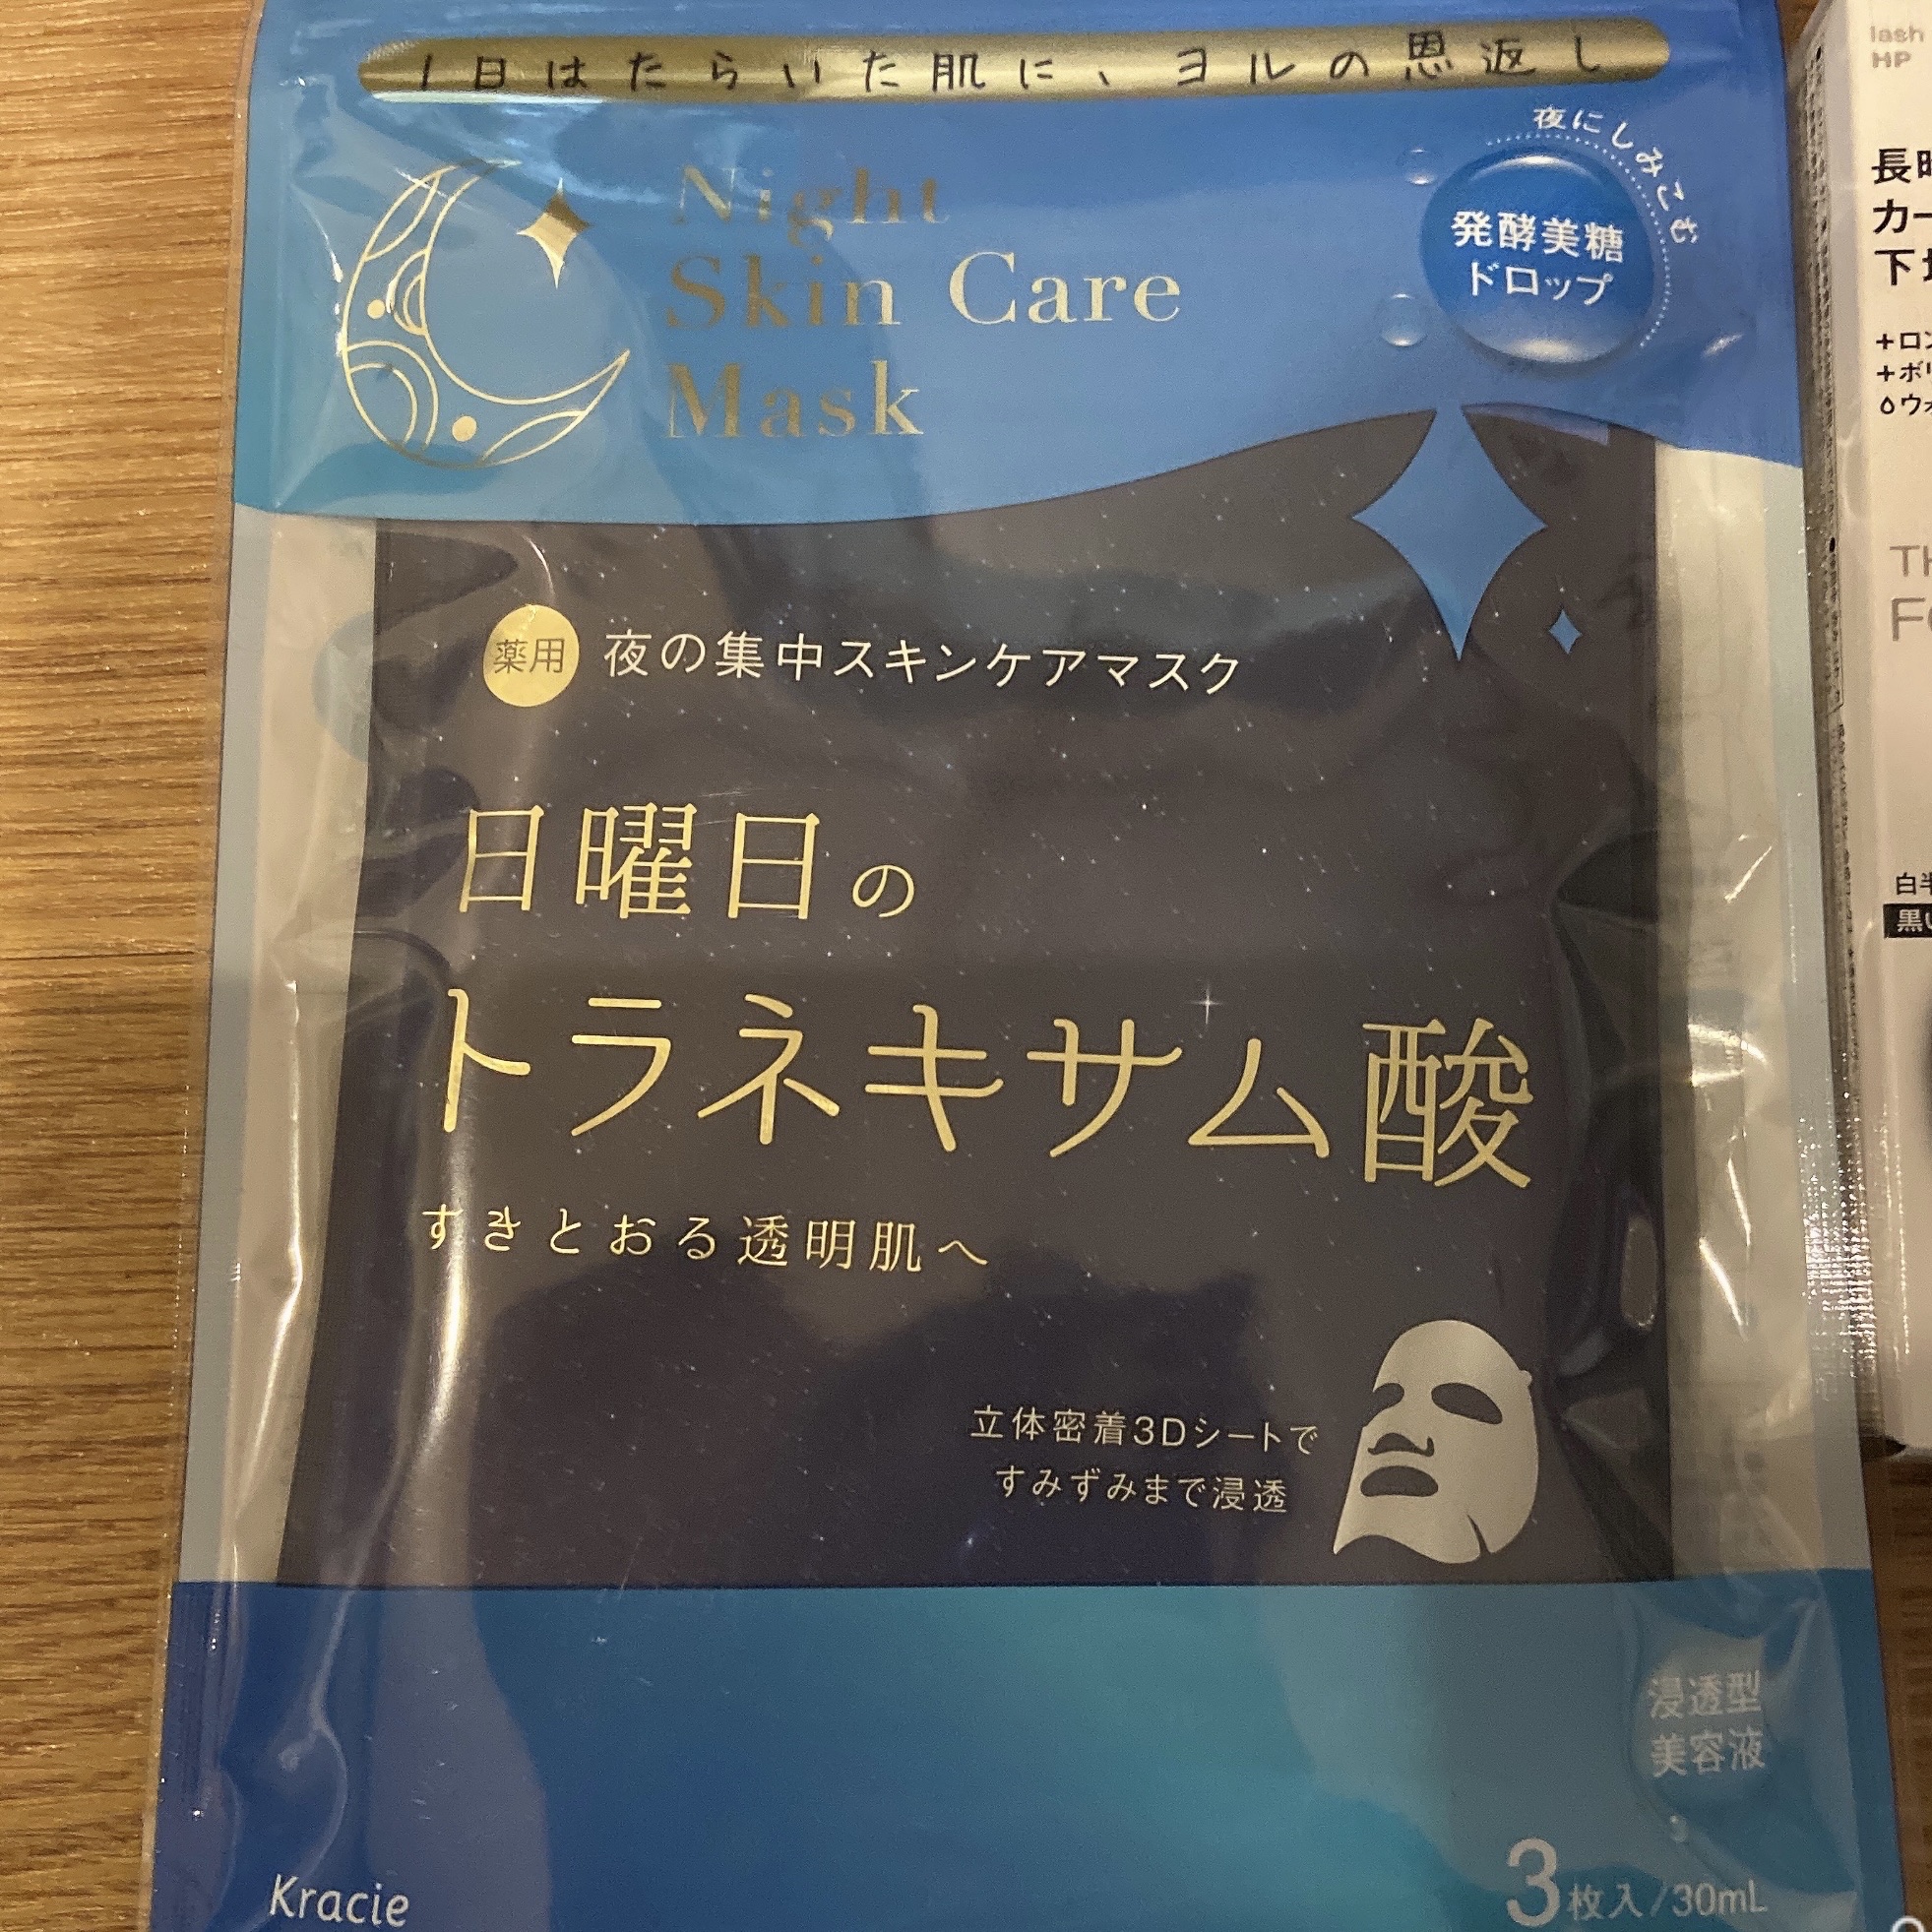 1日はたらいた肌に、ヨルの恩返し
Night
Skin Care
Mask
夜にしみこむ
発酵美糖
ドロップ
薬用 夜の集中スキンケアマスク
日曜日の
トラネキサム酸
すきとおる透明肌へ
立体密着3Dシートで
すみずみまで浸透
浸透型
美容液
3枚入/30mL
Kracie
lash
HP
下